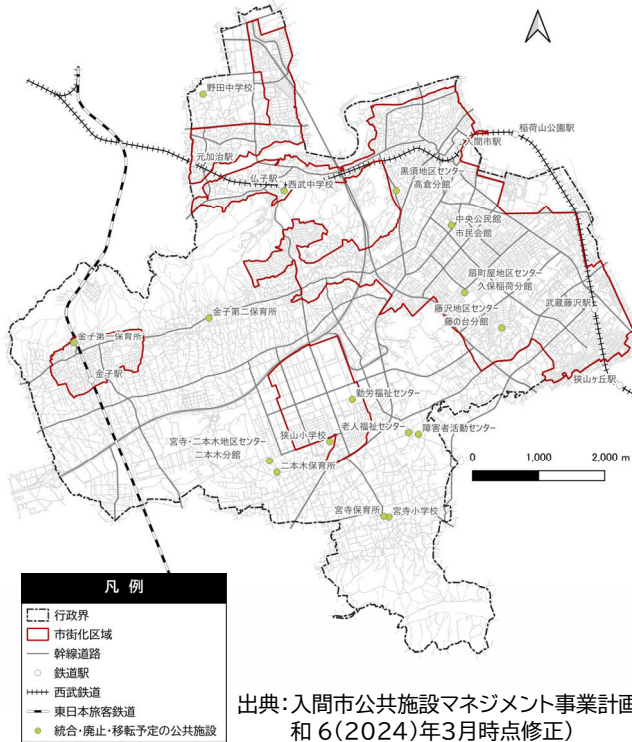 野田中学校
元加治駅
仏子駅
西武中学校
稲荷山公園駅
入間市駅
黒須地区センター
高倉分館
中央公民館
市民会館
扇町屋地区センター
久保稲荷分館
武蔵藤沢駅
藤沢地区センター
藤の台分館
金子第二保育所
金子第一保育所
金子駅
狭山ヶ丘駅
勤労福祉センター
老人福祉センター
障害者活動センター
狭山小学校
宮寺・二本木地区センター
二本木分館
二本木保育所
宮寺保育所
宮寺小学校
0 1,000 2,000 m
凡 例
行政界
市街化区域
幹線道路
鉄道駅
西武鉄道
東日本旅客鉄道
統合・廃止・移転予定の公共施設
出典：入間市公共施設マネジメント事業計画
和 6(2024)年3月時点修正）